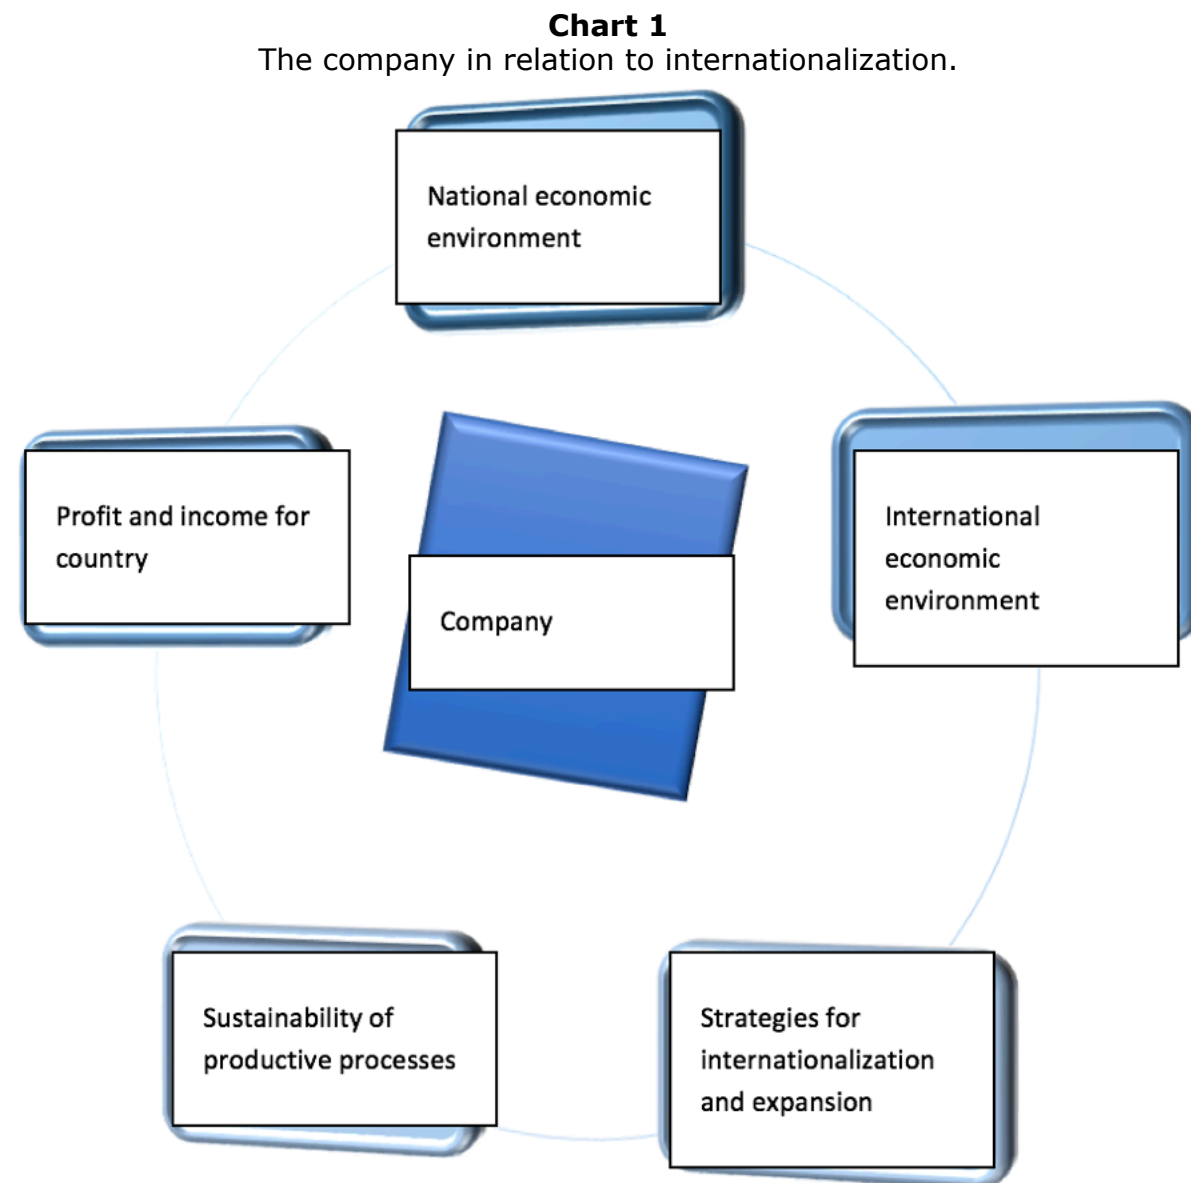 Chart 1
The company in relation to internationalization.
National economic
environment
Profit and income for
country
International
economic
environment
Company
Sustainability of
productive processes
Strategies for
internationalization
and expansion